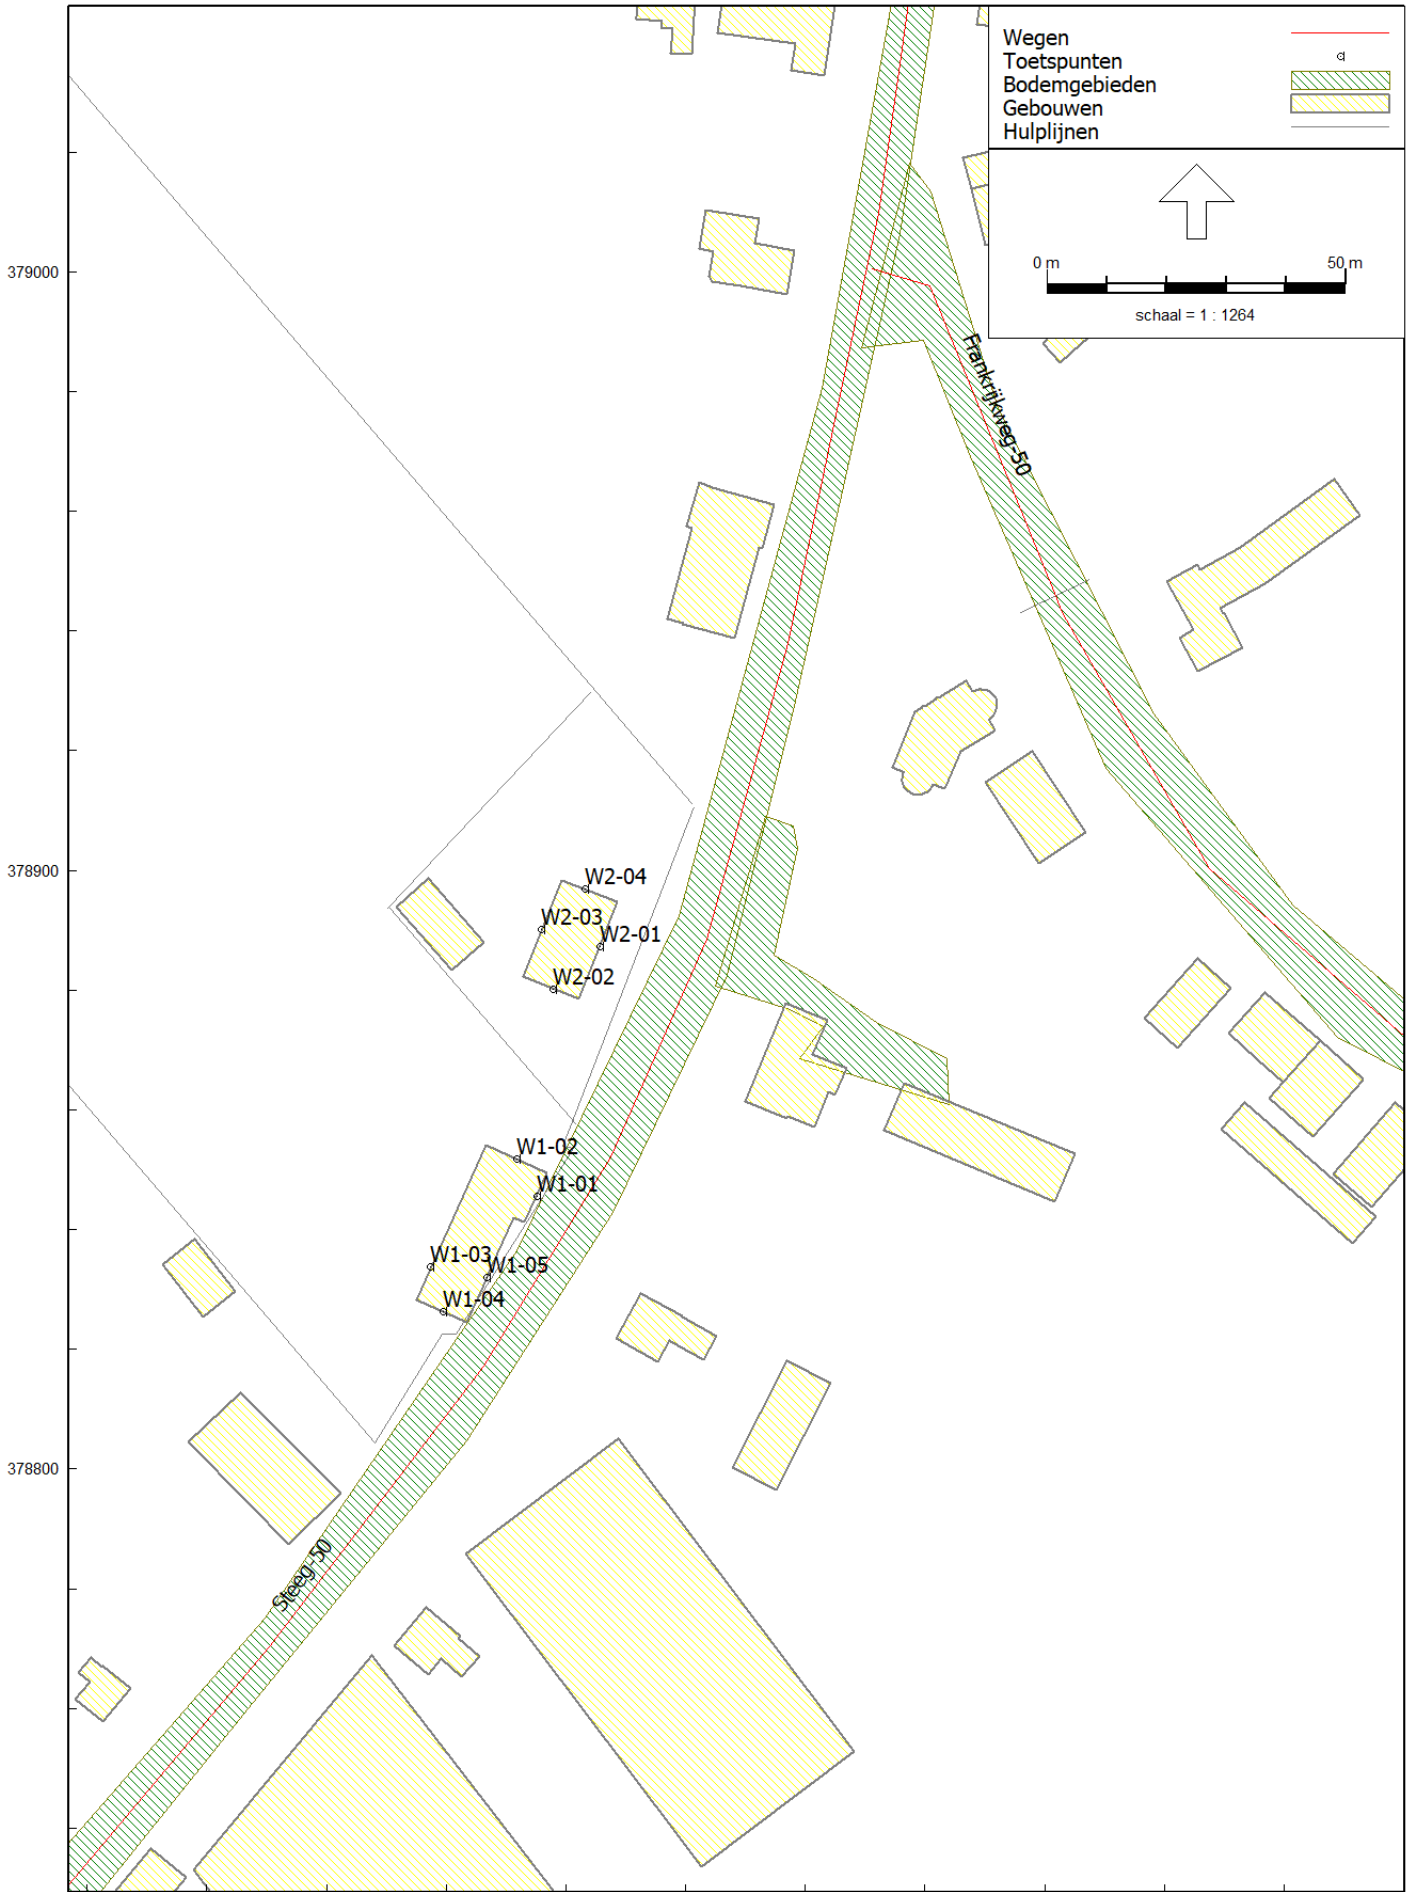 Wegen
Toetspunten
Bodemgebieden
Gebouwen
Hulplijnen
0 m
50 m
schaal = 1 : 1264
379000
Frankrijkweg-50
378900
W2-04
W2-03
W2-01
W2-02
W1-02
W1-01
W1-03
W1-05
W1-04
378800
Steeg-50